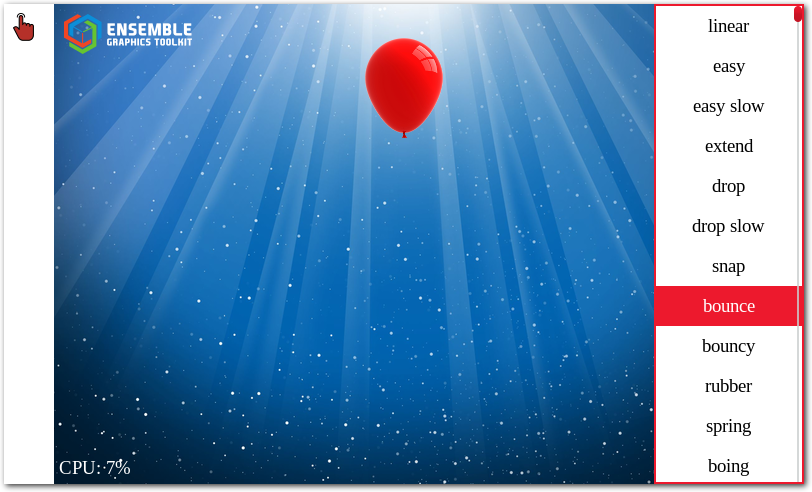 ENSEMBLE
GRAPHICS TOOLKIT
linear
easy
easy slow
extend
drop
drop slow
snap
bounce
bouncy
rubber
spring
boing
CPU: 7%